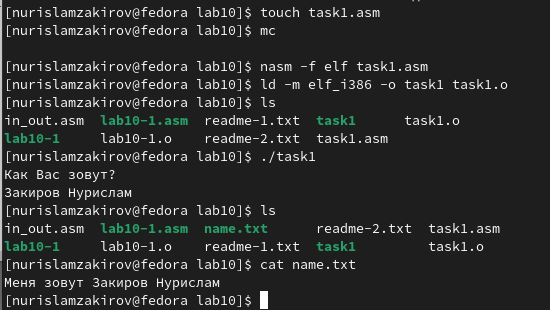 [nurislamzakirov@fedora lab10]$ touch task1.asm
[nurislamzakirov@fedora lab10]$ mc
[nurislamzakirov@fedora lab10]$ nasm -f elf task1.asm
[nurislamzakirov@fedora lab10]$ ld -m elf_i386 -o task1 task1.o
[nurislamzakirov@fedora lab10]$ ls
in_out.asm  lab10-1.asm  readme-1.txt  task1      task1.o
lab10-1     lab10-1.o    readme-2.txt  task1.asm
[nurislamzakirov@fedora lab10]$ ./task1
Как Вас зовут?
Закиров Нурислам
[nurislamzakirov@fedora lab10]$ ls
in_out.asm  lab10-1.asm  name.txt      readme-2.txt  task1.asm
lab10-1     lab10-1.o    readme-1.txt  task1         task1.o
[nurislamzakirov@fedora lab10]$ cat name.txt
Меня зовут Закиров Нурислам
[nurislamzakirov@fedora lab10]$